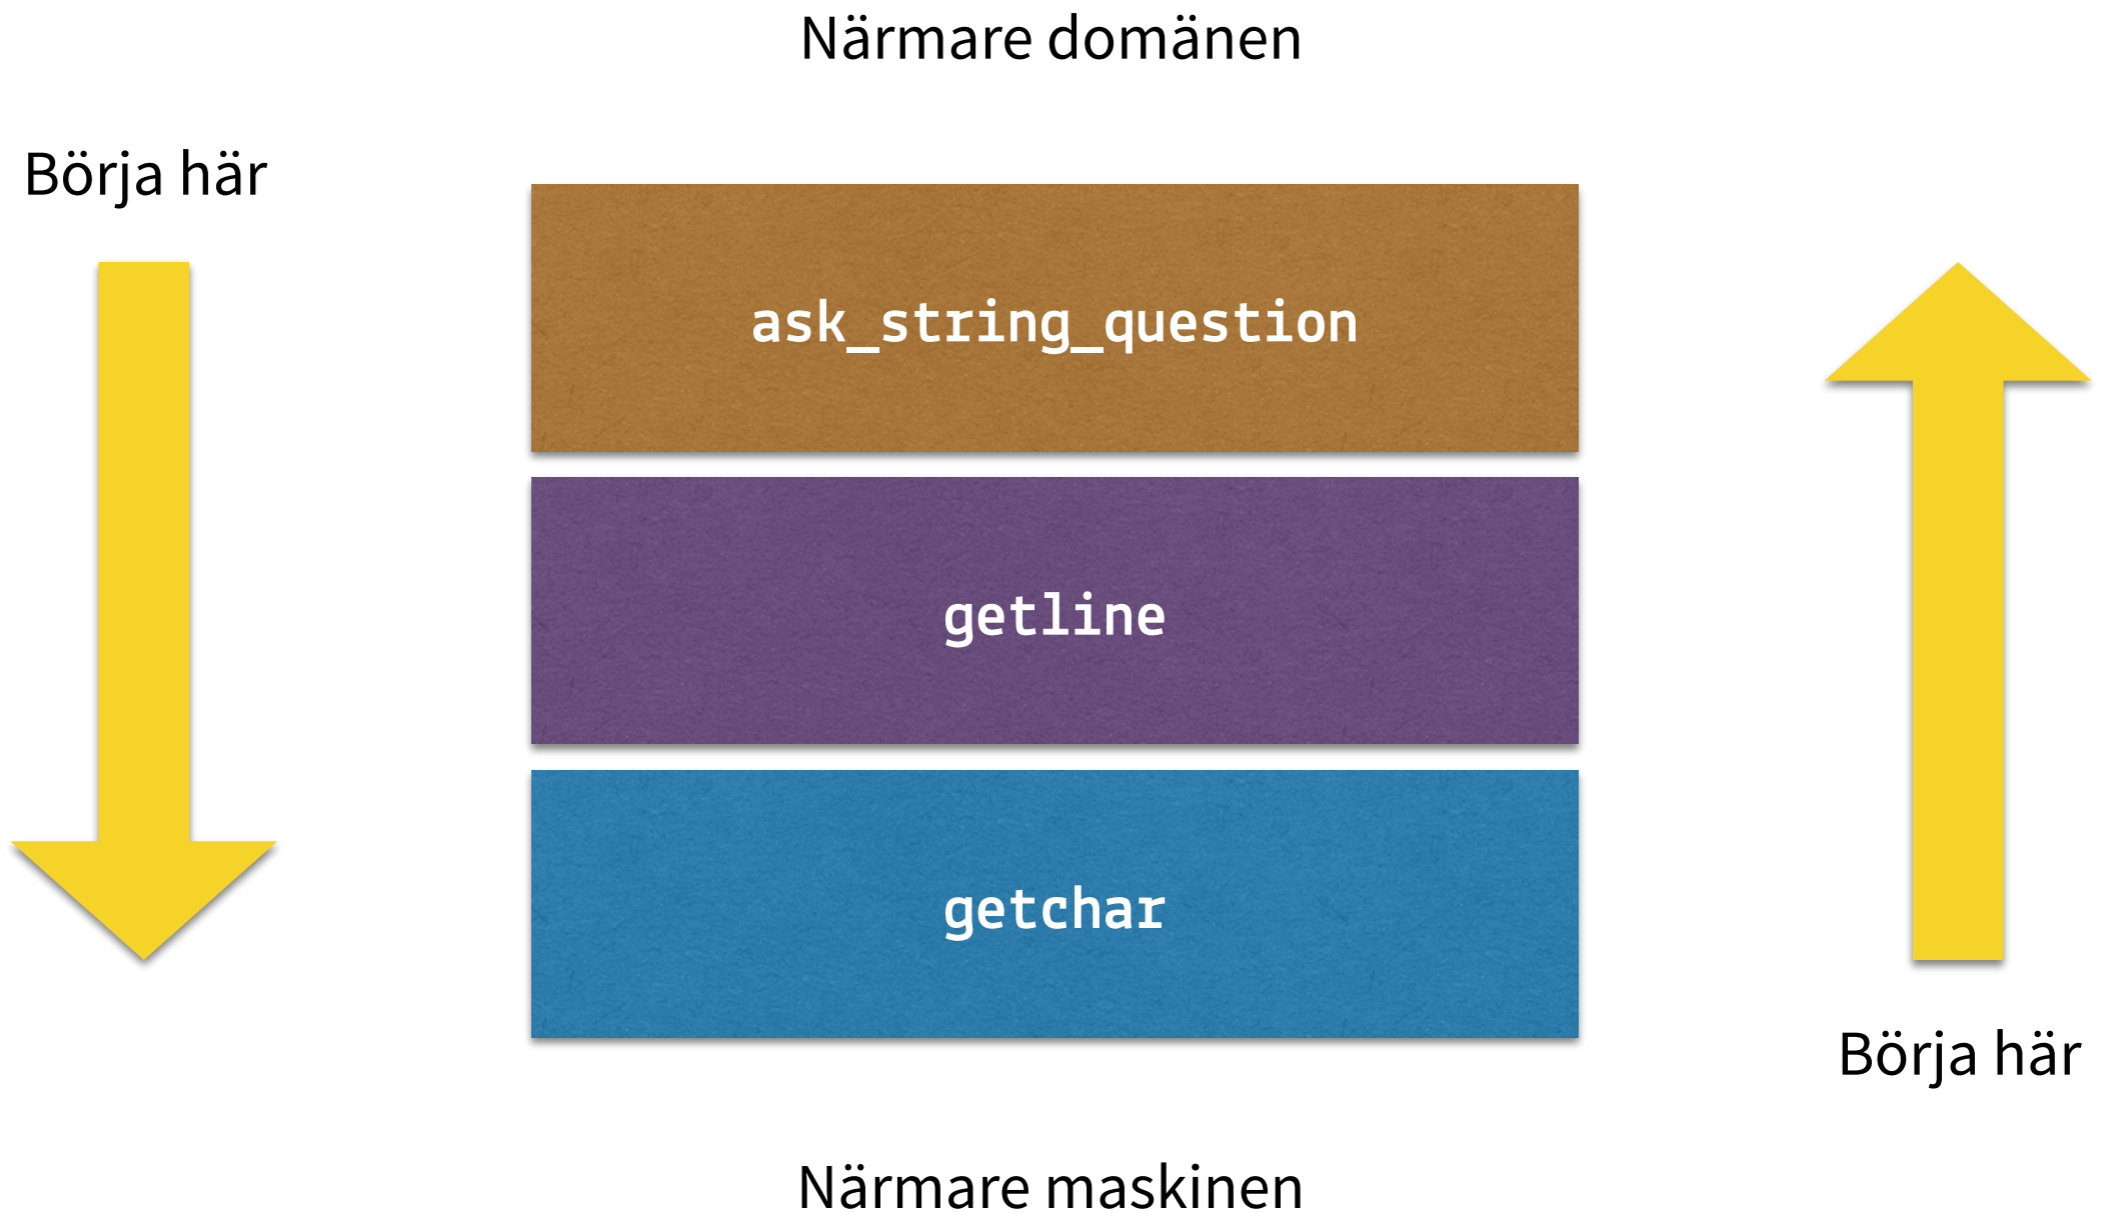 Närmare domänen
Börja här
ask_string_question
getline
getchar
Börja här
Närmare maskinen